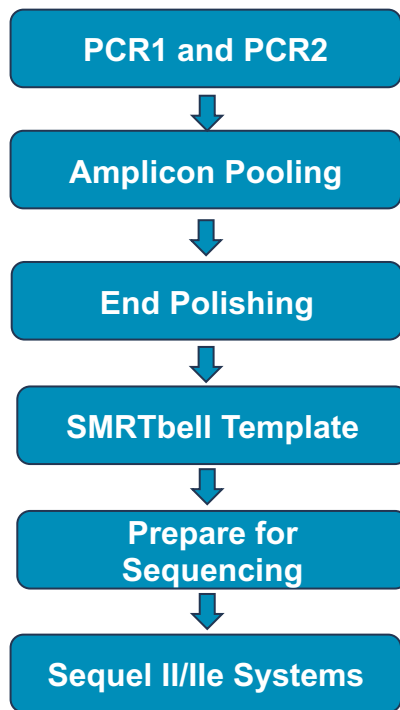 PCR1 and PCR2
Amplicon Pooling
End Polishing
SMRTbell Template
Prepare for
Sequencing
Sequel II/IIe Systems